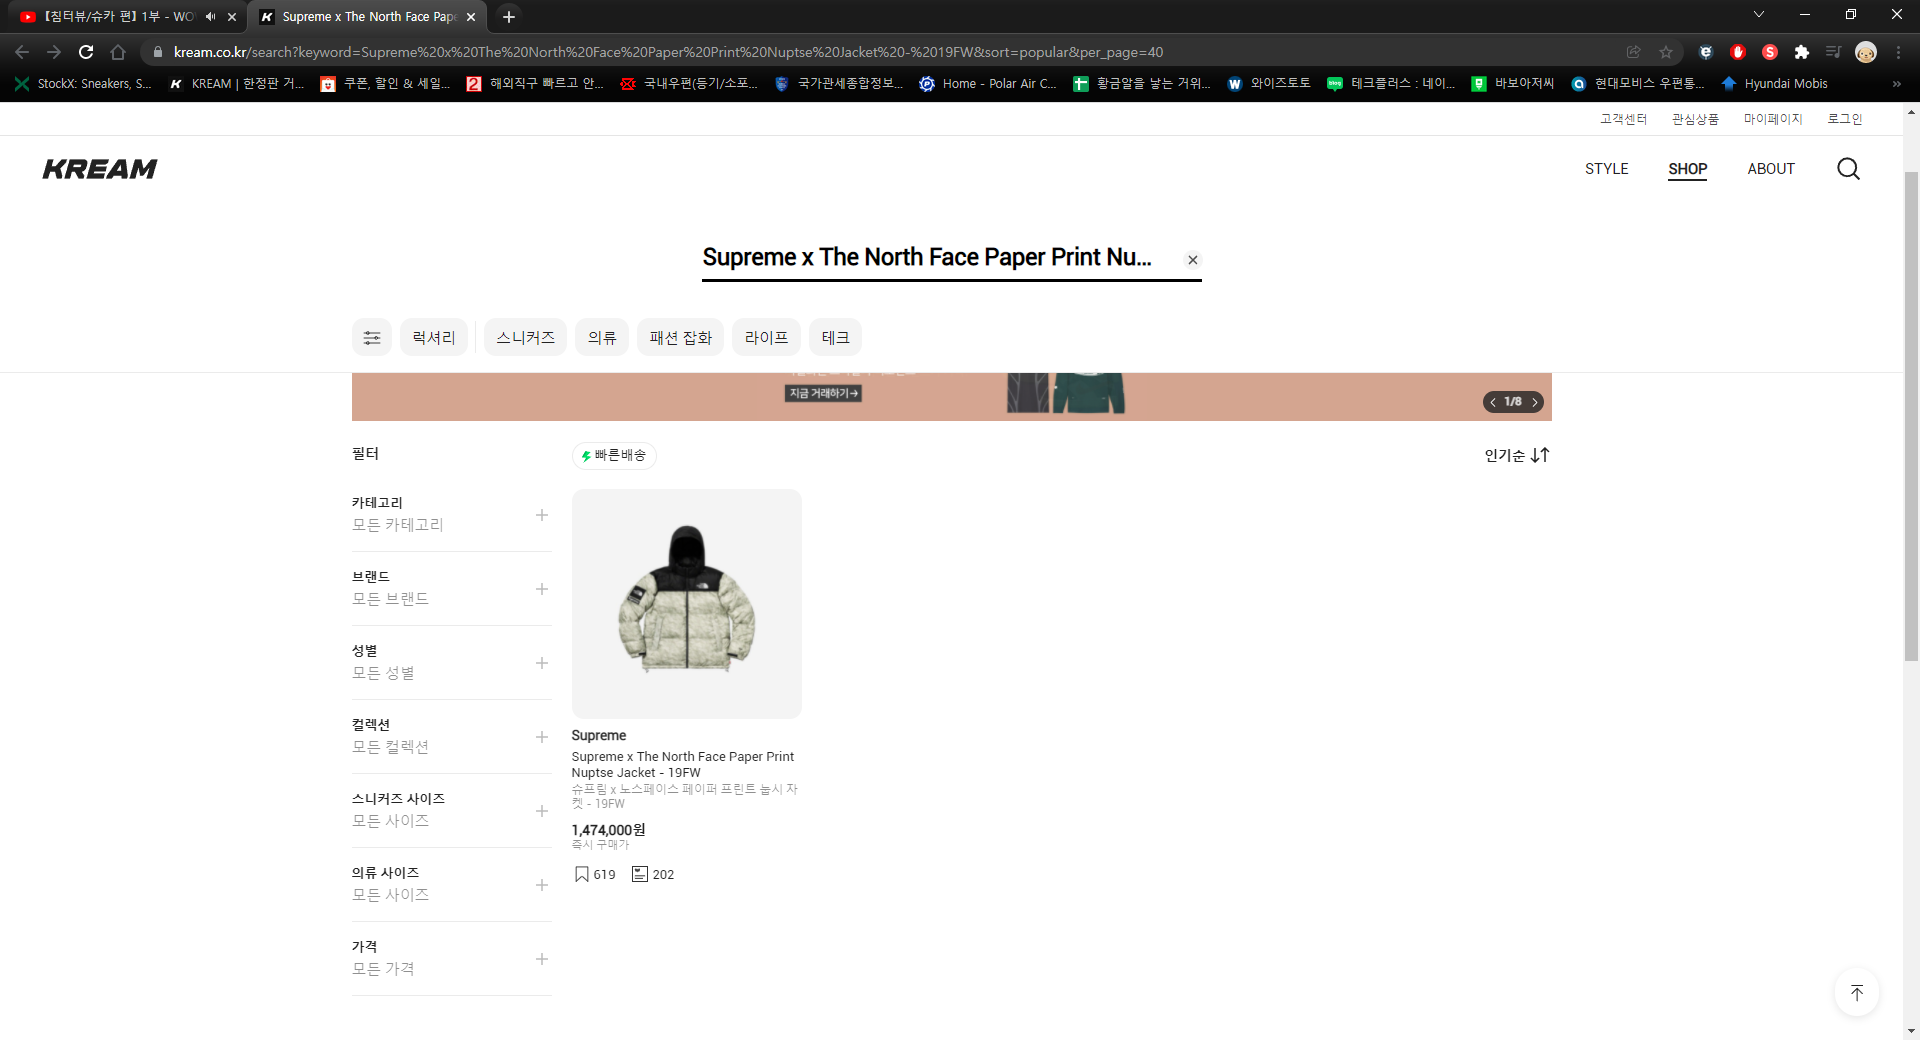 【침터뷰/슈카 편】 1부 - WO
Supreme x The North Face Pape
kream.co.kr/search?keyword=Supreme%20x%20The%20North%20Face%20Paper%20Print%20Nuptse%20Jacket%20-%2019FW&sort=popular&per_page=40
StockX: Sneakers, S...
KREAM | 한정판 거...
쿠폰, 할인 & 세일...
해외직구 빠르고 안...
국내우편(등기/소포...
국가관세종합정보...
Home - Polar Air C...
황금알을 낳는 거위...
와이즈토토
테크플러스 : 네이...
바보아저씨
현대모비스 우편통...
Hyundai Mobis
고객센터
관심상품
마이페이지
로그인
KREAM
STYLE
SHOP
ABOUT
Supreme x The North Face Paper Print Nu...
럭셔리
스니커즈
의류
패션 잡화
라이프
테크
지금 거래하기→
1/8
필터
빠른배송
인기순
카테고리
모든 카테고리
브랜드
모든 브랜드
성별
모든 성별
컬렉션
모든 컬렉션
스니커즈 사이즈
모든 사이즈
의류 사이즈
모든 사이즈
가격
모든 가격
Supreme
Supreme x The North Face Paper Print
Nuptse Jacket - 19FW
슈프림 x 노스페이스 페이퍼 프린트 눕시 자
켓 - 19FW
1,474,000원
즉시 구매가
619
202